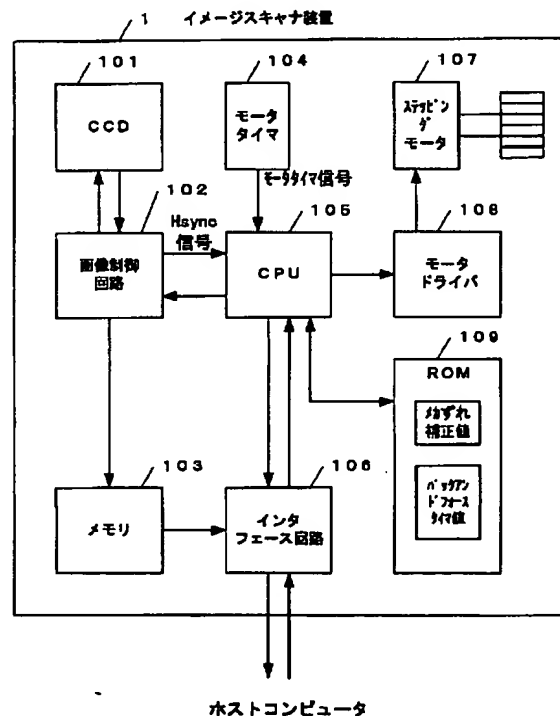 1 イメージスキャナ装置
101
CCD
104
モータ
タイマ
107
ステッピン
グ
モータ
モータタイマ信号
102
画像制御
回路
Hsync
信号
105
CPU
108
モータ
ドライバ
109
ROM
補正値
バックアン
ドフォース
タイマ値
103
メモリ
106
インタ
フェース回路
ホストコンピュータ